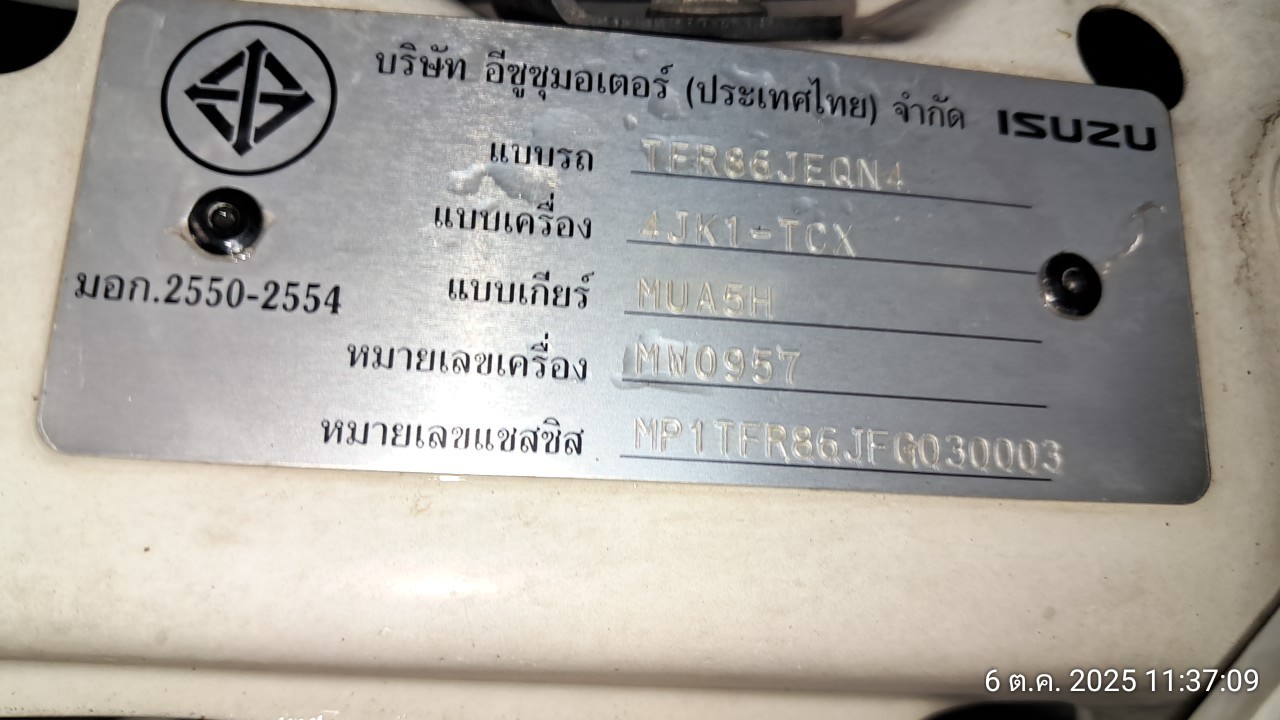 บริษัท อีซูซุมอเตอร์ (ประเทศไทย) จำกัด ISUZU
แบบรถ TFR86JEQN4
แบบเครื่อง 4JK1-TCX
มอก.2550-2554
แบบเกียร์ MUA5H
หมายเลขเครื่อง MW0957
หมายเลขแชสซิส MP1TFR86JFG030003
6 ต.ค. 2025 11:37:09